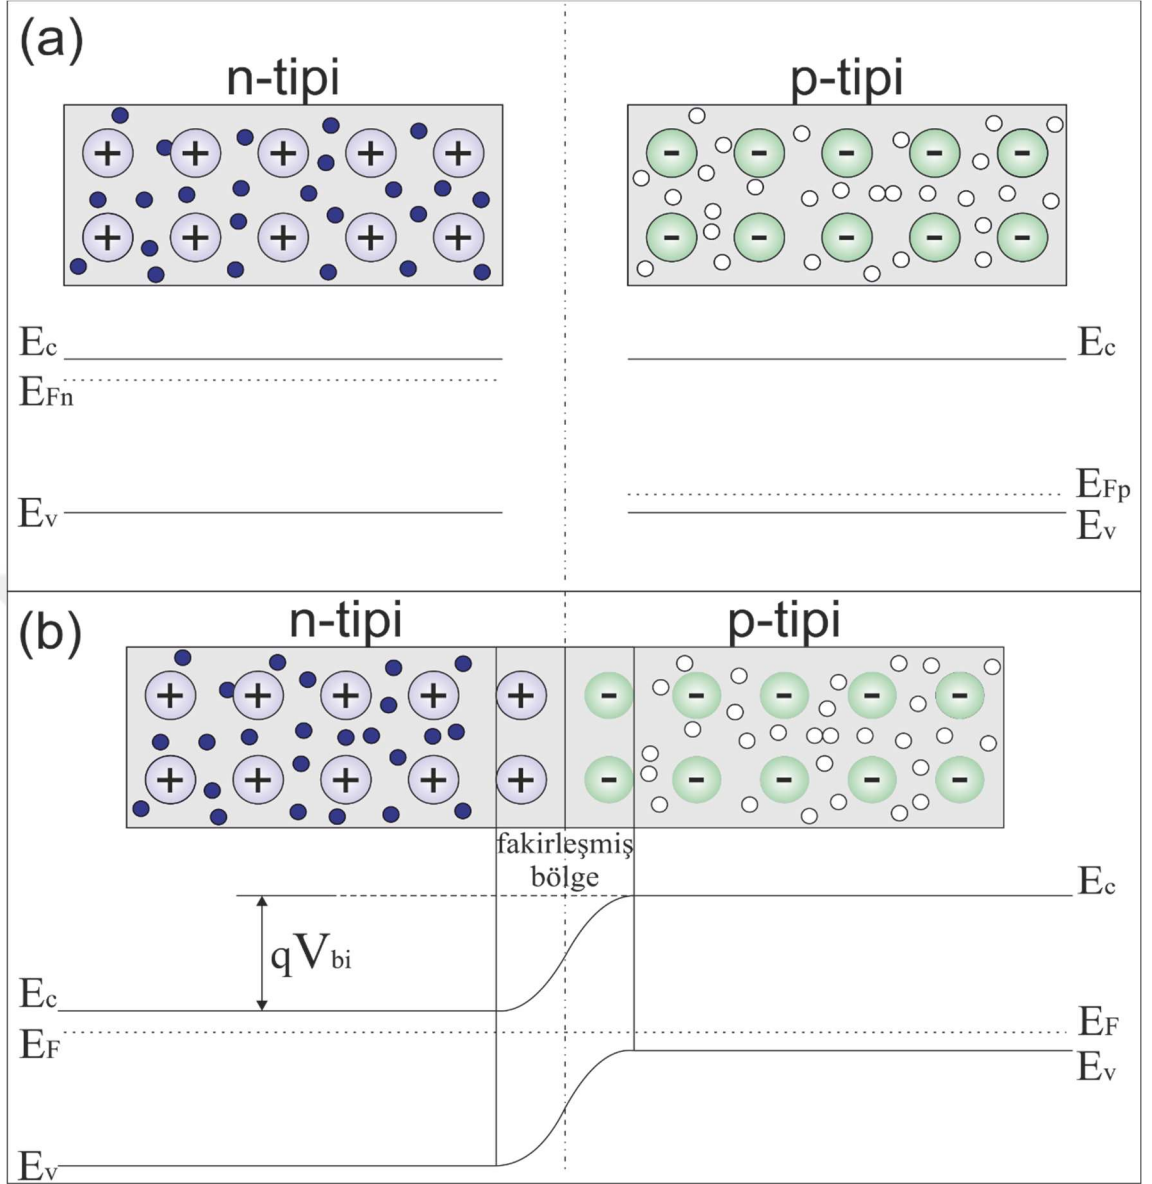 (a)
n-tipi
p-tipi
+ + + + +
- - - - -
+ + + + +
- - - - -
Ec
Ec
EFn
EFp
Ev
Ev
(b)
n-tipi
p-tipi
+ + + + + - - - - -
+ + + + + - - - - -
fakirleşmiş
bölge
Ec
qVbi
Ec
EF
EF
Ev
Ev